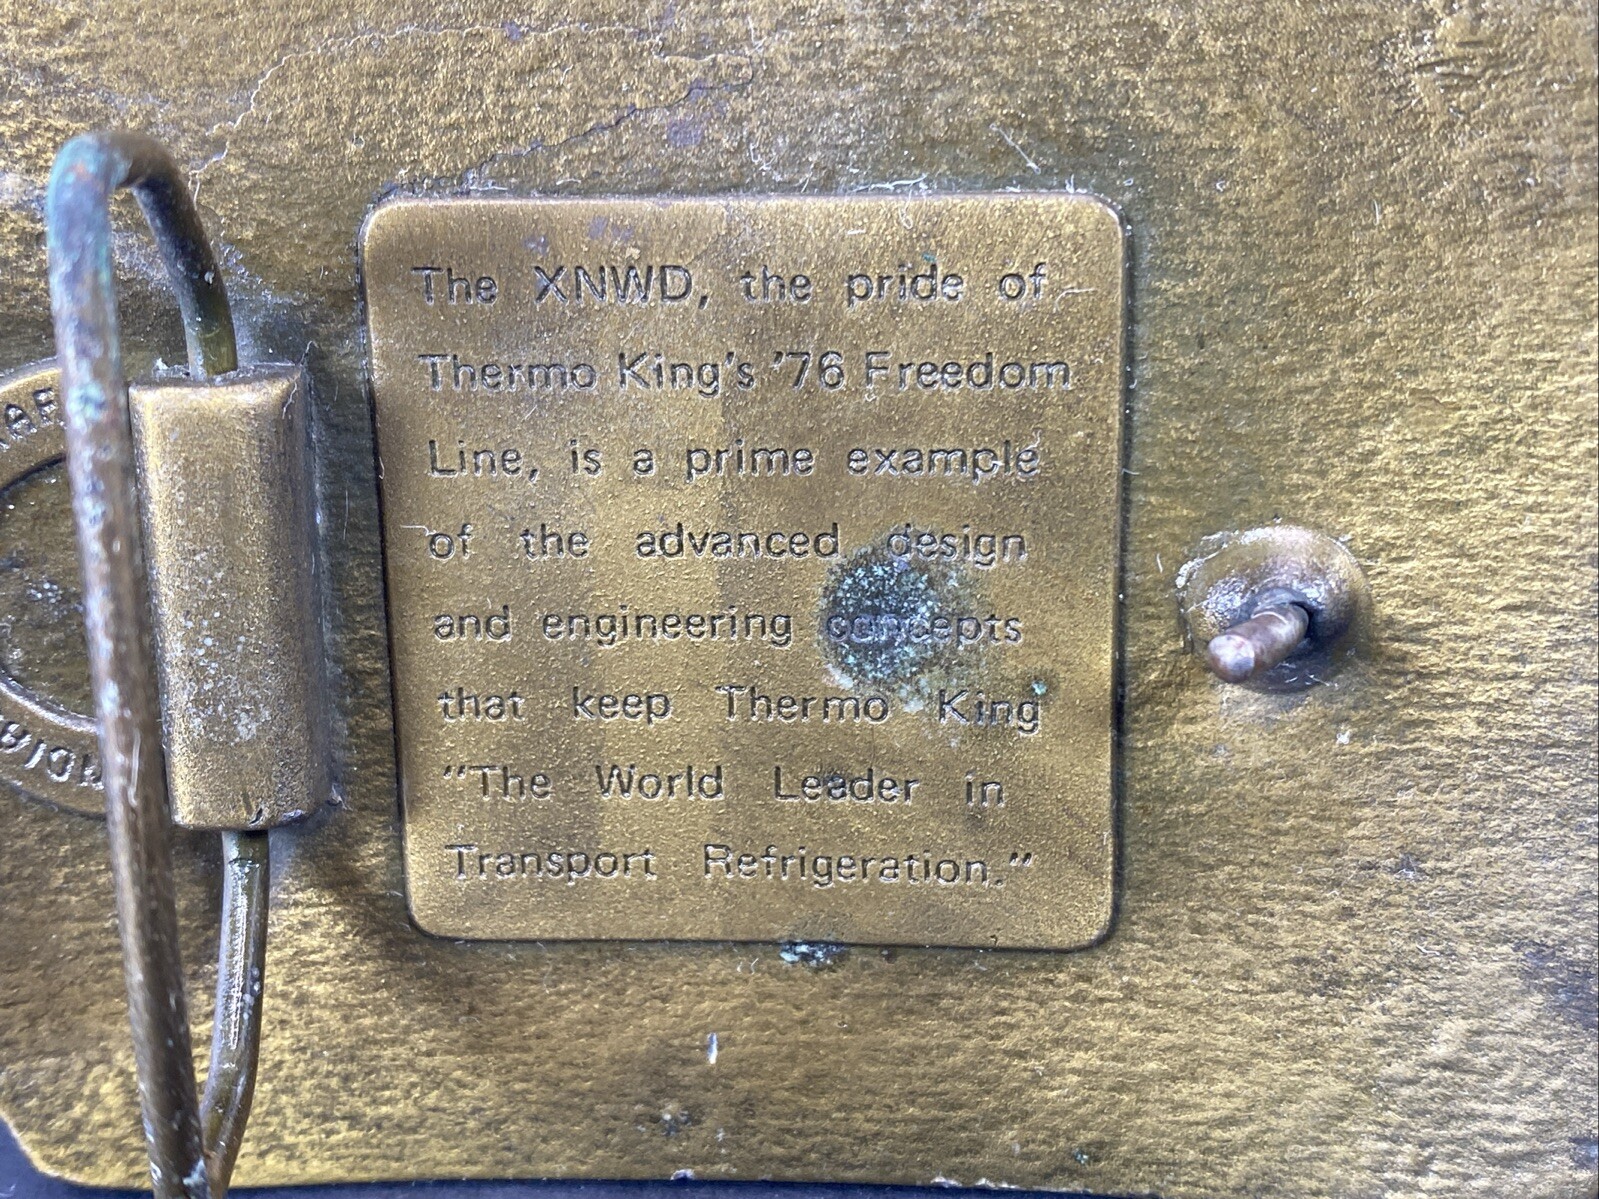 The XNWD, the pride of
Thermo King's '76 Freedom
Line, is a prime example
of the advanced design
and engineering concepts
that keep Thermo King
"The World Leader in
Transport Refrigeration."